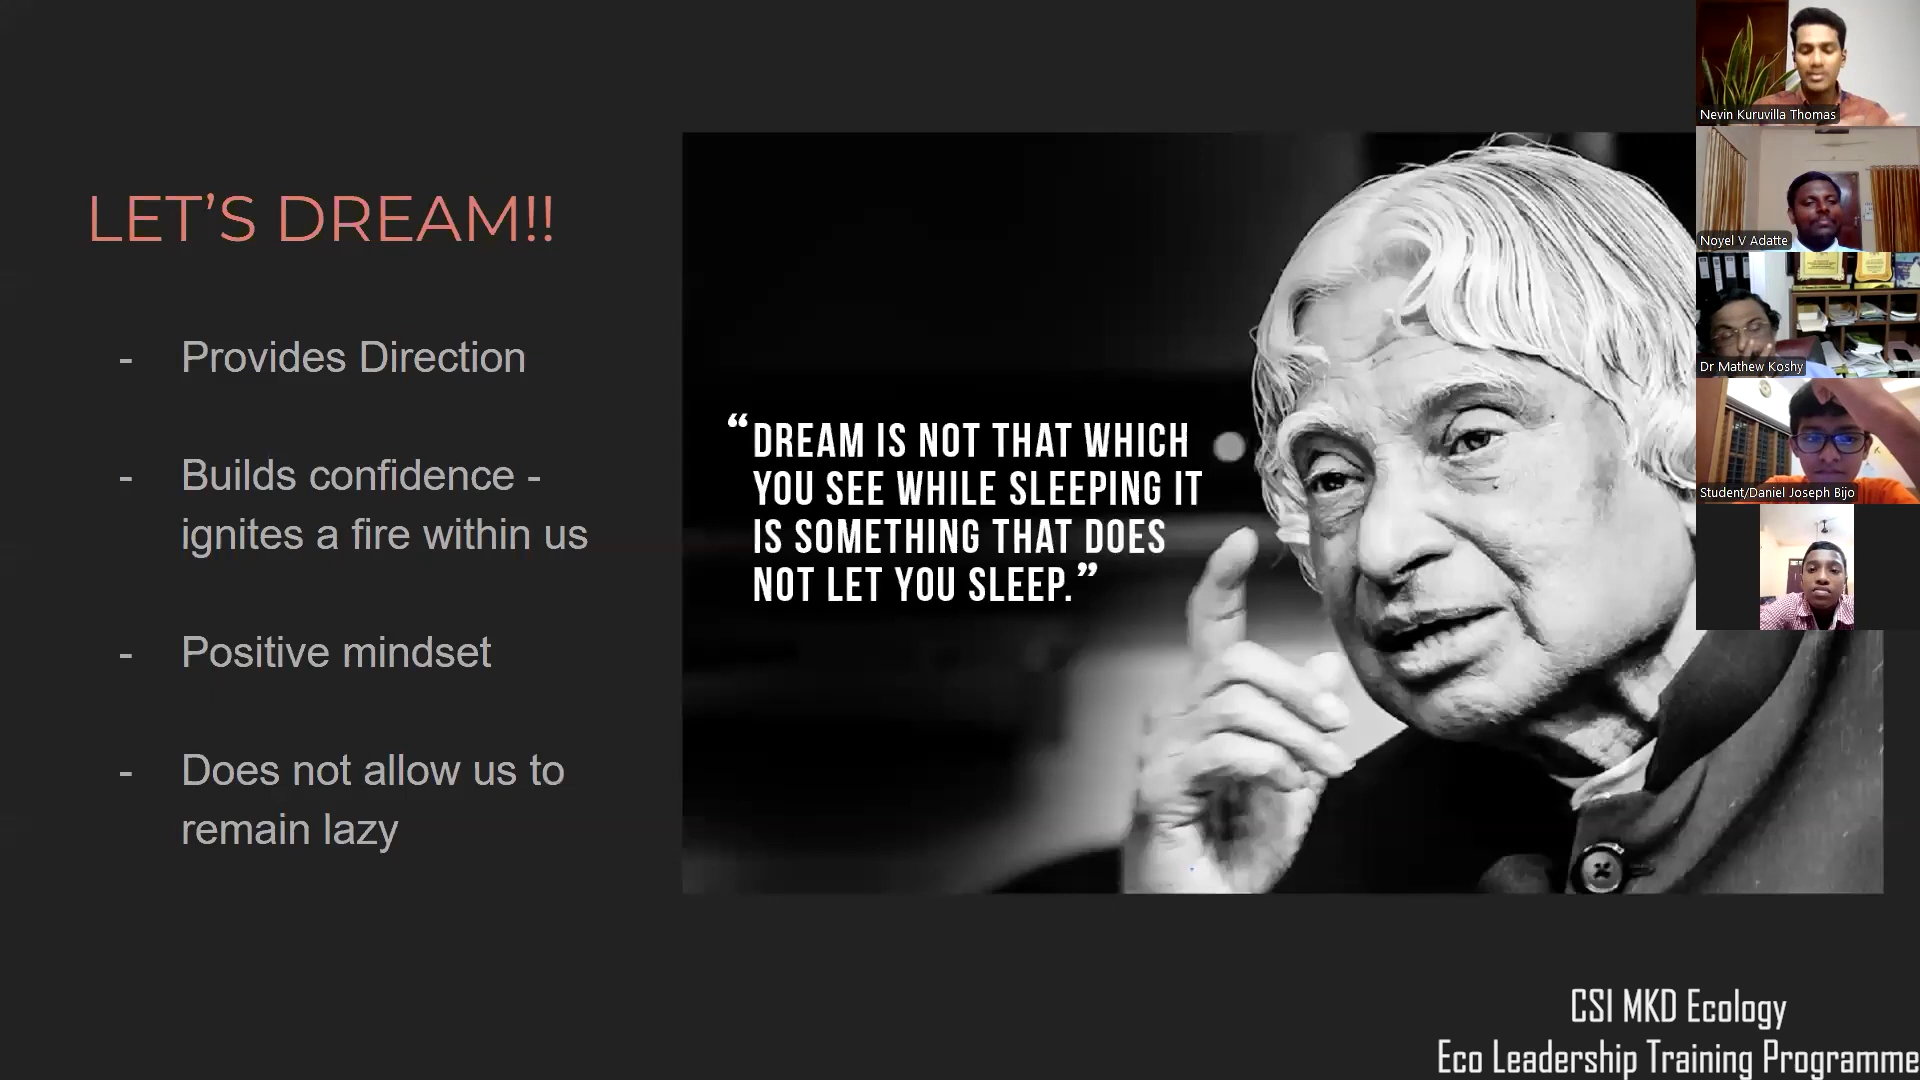 LET’S DREAM!!
- Provides Direction
- Builds confidence -
ignites a fire within us
- Positive mindset
- Does not allow us to
remain lazy
“DREAM IS NOT THAT WHICH
YOU SEE WHILE SLEEPING IT
IS SOMETHING THAT DOES
NOT LET YOU SLEEP.”
Nevin Kuruvilla Thomas
Noyel V Adatte
Dr Mathew Koshy
Student/Daniel Joseph Bijo
CSI MKD Ecology
Eco Leadership Training Programme